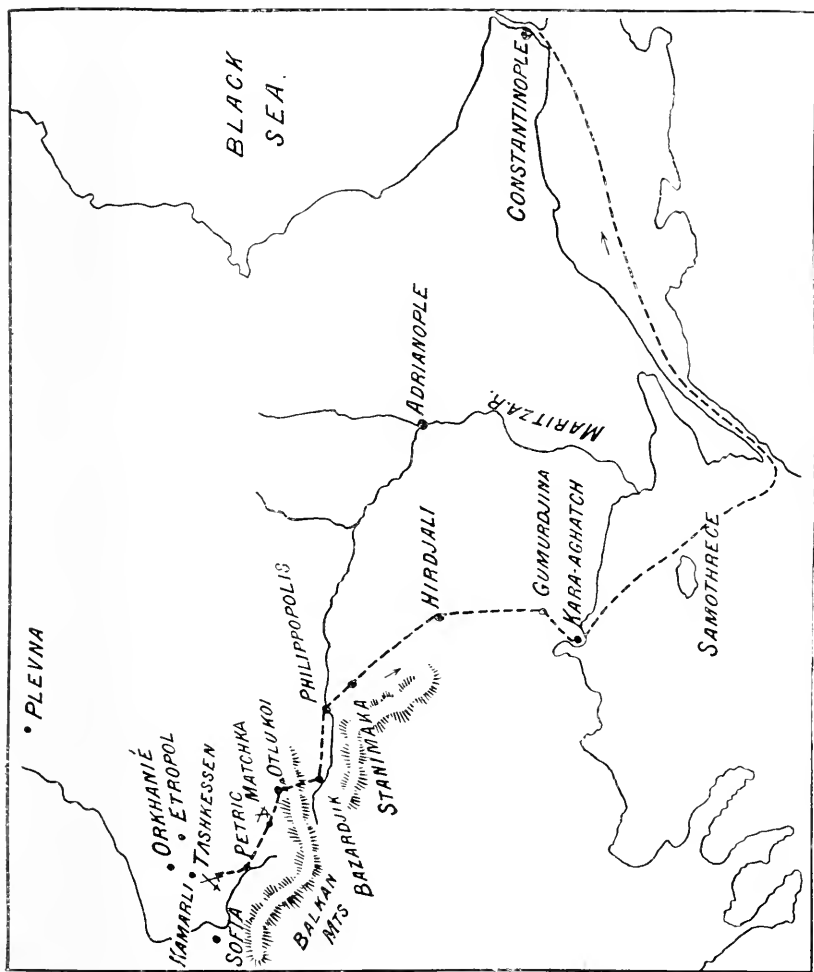 PLEVNA
BLACK
SEA.
ORKHANIÉ
ETROPOL
KAMARLI
TASHKESSEN
PETRIC
MATCHKA
OTLUKOI
SOFIA
BALKAN
MTS
BAZARDJIK
PHILIPPOPOLIS
STANIMAKA
ADRIANOPLE
HIRDJALI
MARITZA.R.
CONSTANTINOPLE
GUMURDJINA
KARA-AGHATCH
SAMOTHRECE